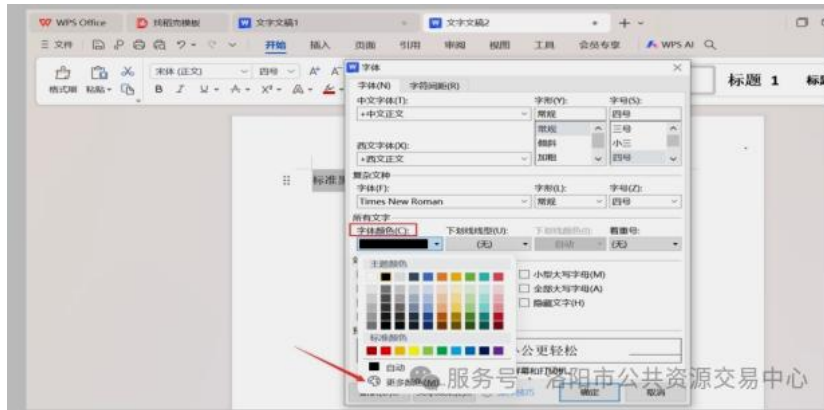 WPS Office 找稻壳模板 文字文稿1 文字文稿2
文件 开始 插入 页面 引用 审阅 视图 工具 会员专享 WPS AI
格式刷 粘贴 宋体 (正文) 四号 标题 1
字体
字体(N) 字符间距(R)
中文字体(T): 字形(Y): 字号(S):
+中文正文 常规 四号
常规 三号
倾斜 小三
西文字体(X):
+西文正文 加粗 四号
复杂文种
字体(F): 字形(L): 字号(Z):
Times New Roman 常规 四号
所有文字
字体颜色(C): 下划线线型(U): 下划线颜色(I): 着重号:
(无) 自动 (无)
主题颜色
小型大写字母(M)
全部大写字母(A)
隐藏文字(H)
标准颜色
公更轻松
自动
更多颜色(M)...
服务号 · 洛阳市公共资源交易中心
确定 取消